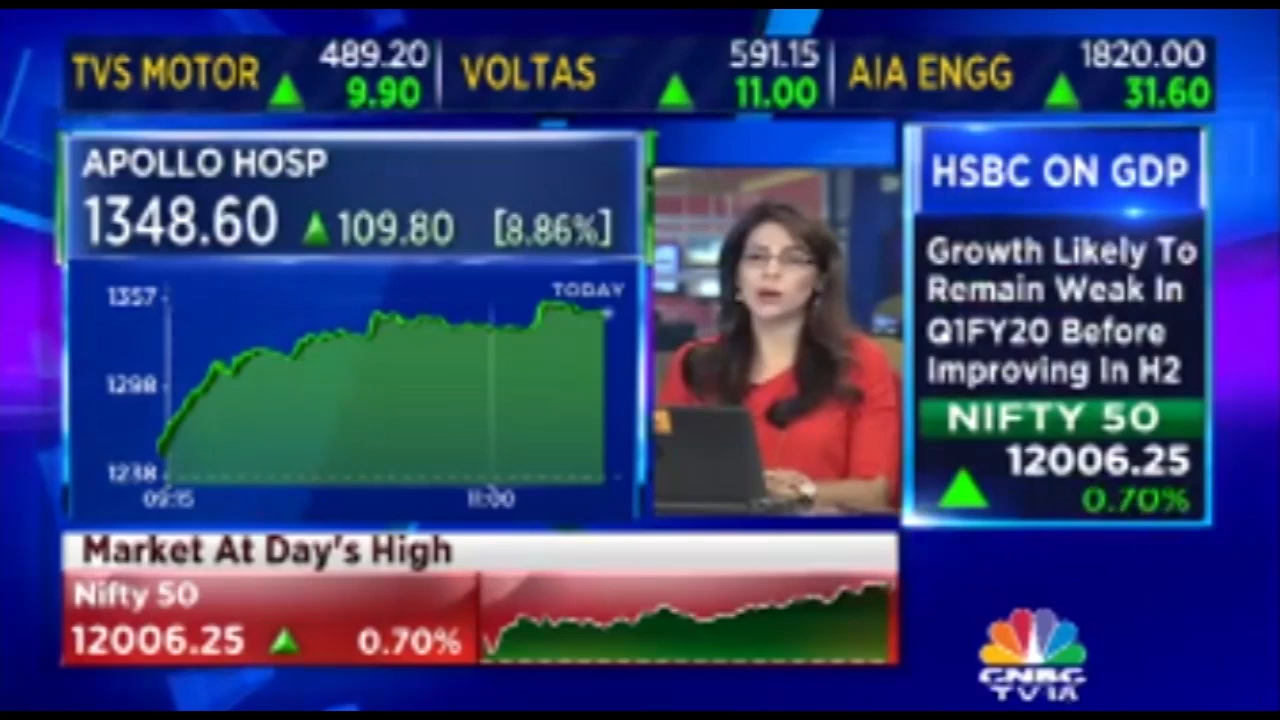 TVS MOTOR 489.20 9.90
VOLTAS 591.15 11.00
AIA ENGG 1820.00 31.60
APOLLO HOSP
1348.60 109.80 [8.86%]
TODAY
1357
1298
1238
09:15 11:00
HSBC ON GDP
Growth Likely To
Remain Weak In
Q1FY20 Before
Improving In H2
NIFTY 50
12006.25
0.70%
Market At Day's High
Nifty 50
12006.25 0.70%
CNBC
TV18